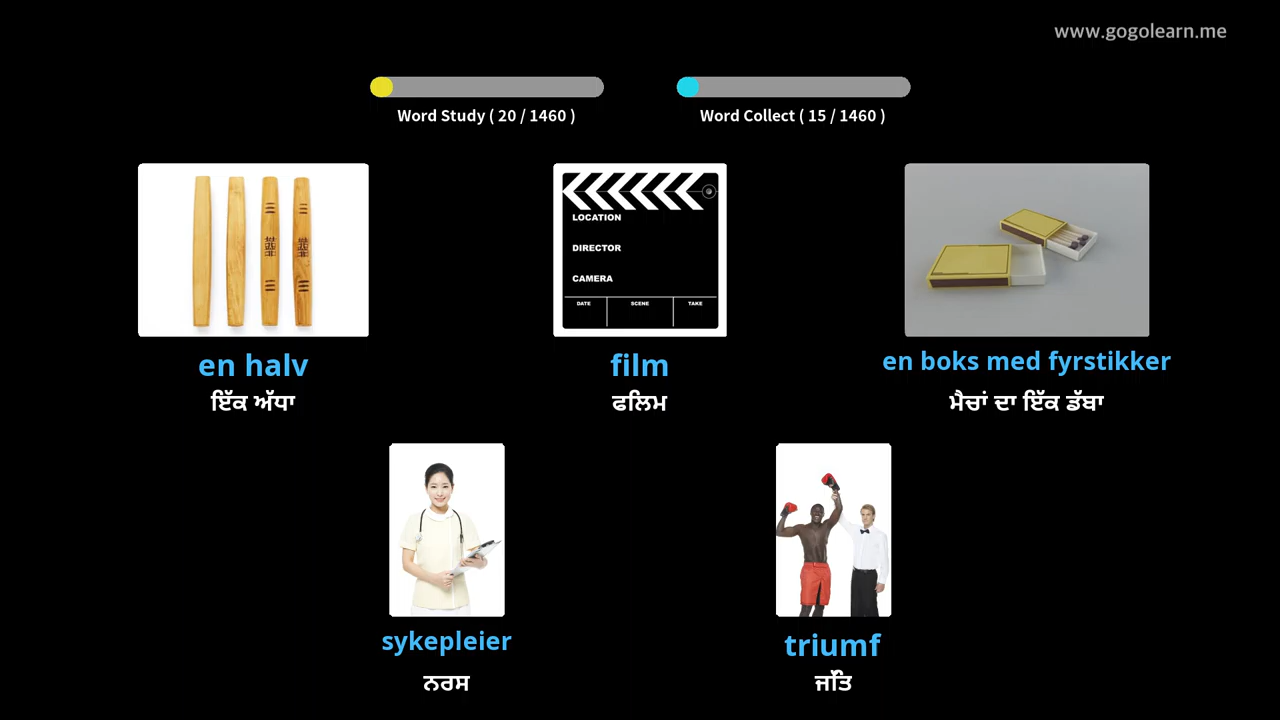 www.gogolearn.me
Word Study ( 20 / 1460 )
Word Collect ( 15 / 1460 )
LOCATION
DIRECTOR
CAMERA
DATE SCENE TAKE
en halv
ਇੱਕ ਅੱਧਾ
film
ਫਲਿਮ
en boks med fyrstikker
ਮੈਚਾਂ ਦਾ ਇੱਕ ਡੱਬਾ
sykepleier
ਨਰਸ
triumf
ਜਿੱਤ